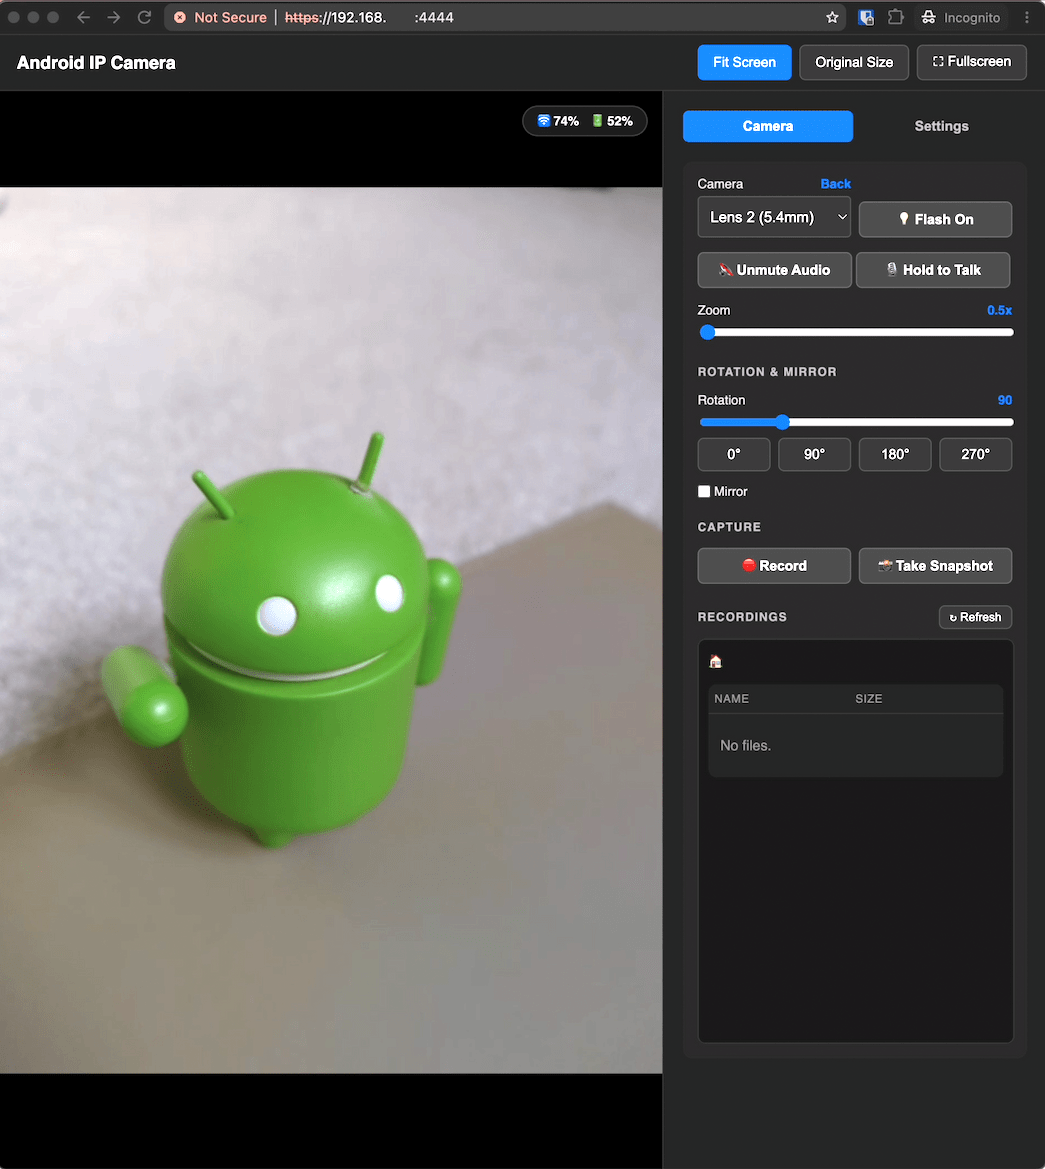 Not Secure | https://192.168. :4444
Incognito
Android IP Camera
Fit Screen Original Size Fullscreen
74% 52%
Camera Settings
Camera Back
Lens 2 (5.4mm) Flash On
Unmute Audio Hold to Talk
Zoom 0.5x
ROTATION & MIRROR
Rotation 90
0° 90° 180° 270°
Mirror
CAPTURE
Record Take Snapshot
RECORDINGS ↻ Refresh
NAME SIZE
No files.